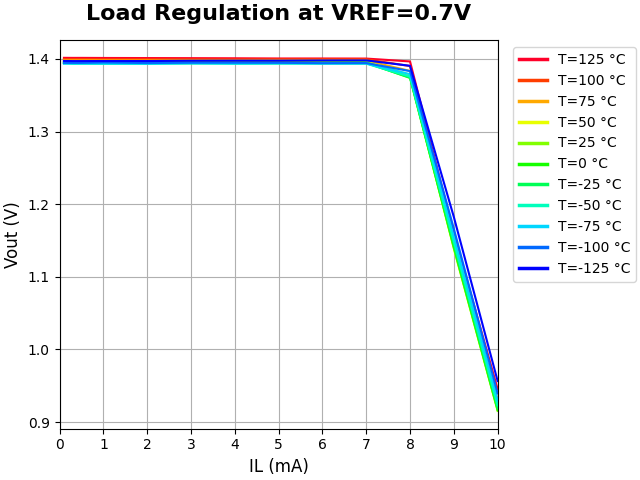 Load Regulation at VREF=0.7V
Vout (V)
1.4
1.3
1.2
1.1
1.0
0.9
0 1 2 3 4 5 6 7 8 9 10
IL (mA)
T=125 °C
T=100 °C
T=75 °C
T=50 °C
T=25 °C
T=0 °C
T=-25 °C
T=-50 °C
T=-75 °C
T=-100 °C
T=-125 °C